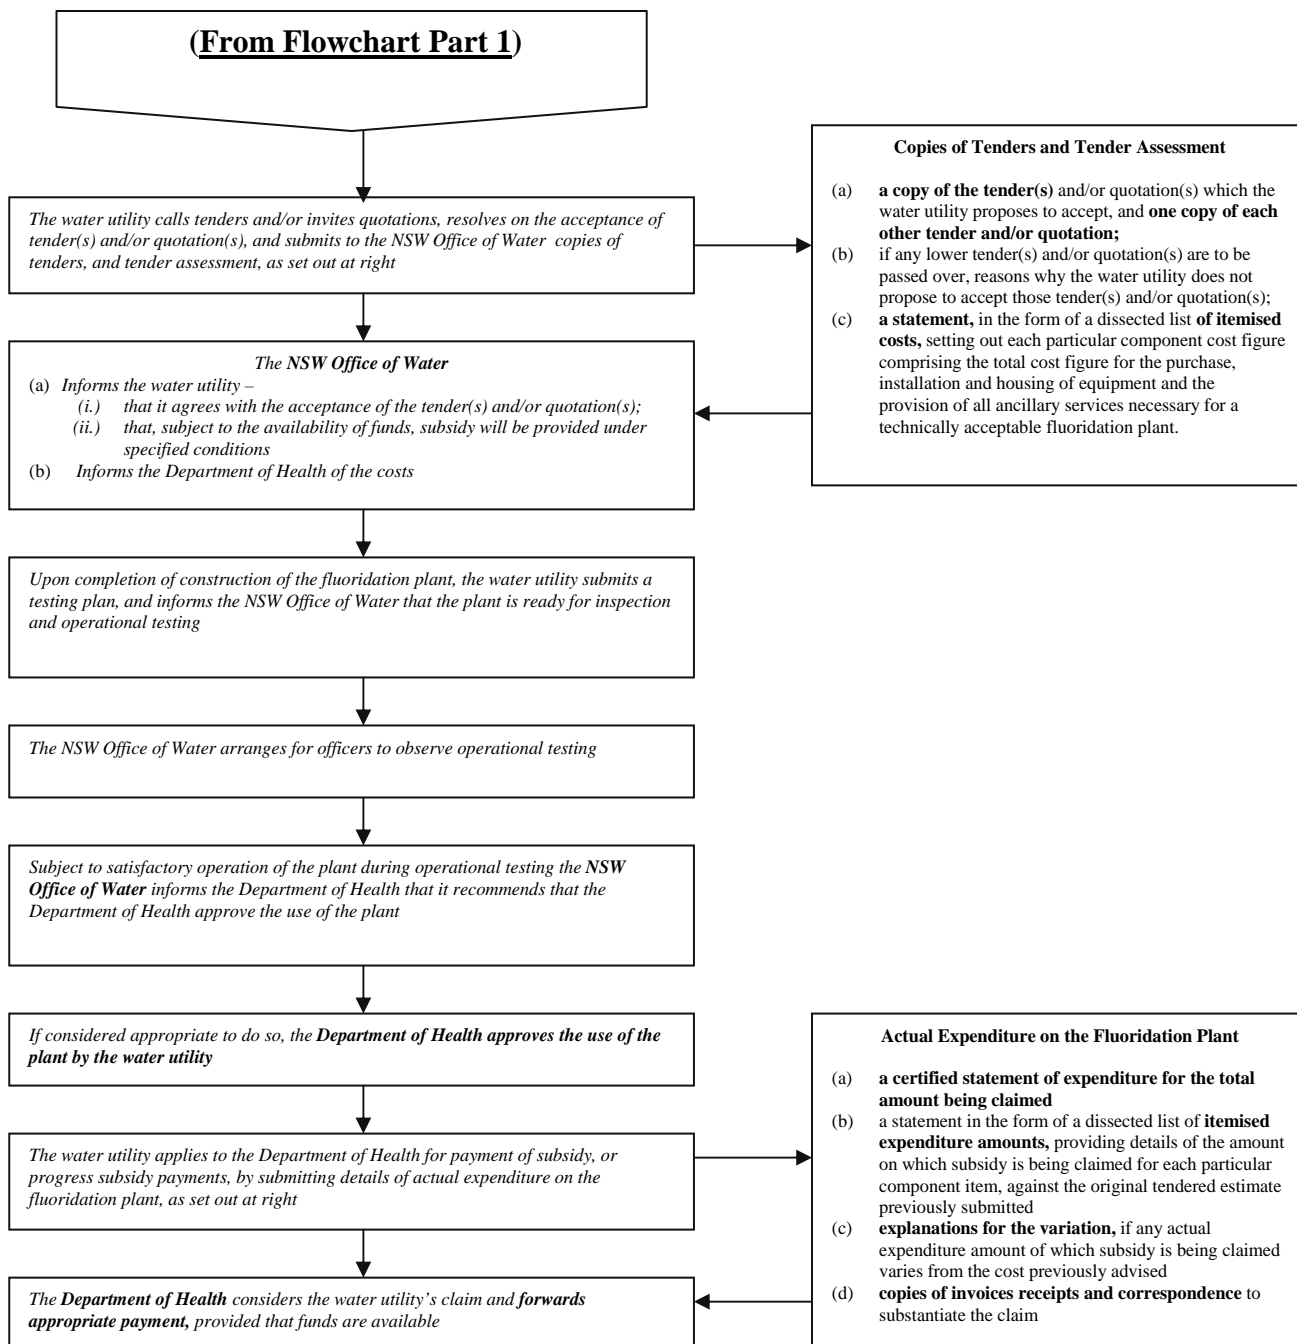 (From Flowchart Part 1)
The water utility calls tenders and/or invites quotations, resolves on the acceptance of
tender(s) and/or quotation(s), and submits to the NSW Office of Water copies of
tenders, and tender assessment, as set out at right
Copies of Tenders and Tender Assessment
(a) a copy of the tender(s) and/or quotation(s) which the
water utility proposes to accept, and one copy of each
other tender and/or quotation;
(b) if any lower tender(s) and/or quotation(s) are to be
passed over, reasons why the water utility does not
propose to accept those tender(s) and/or quotation(s);
(c) a statement, in the form of a dissected list of itemised
costs, setting out each particular component cost figure
comprising the total cost figure for the purchase,
installation and housing of equipment and the
provision of all ancillary services necessary for a
technically acceptable fluoridation plant.
The NSW Office of Water
(a) Informs the water utility –
(i.) that it agrees with the acceptance of the tender(s) and/or quotation(s);
(ii.) that, subject to the availability of funds, subsidy will be provided under
specified conditions
(b) Informs the Department of Health of the costs
Upon completion of construction of the fluoridation plant, the water utility submits a
testing plan, and informs the NSW Office of Water that the plant is ready for inspection
and operational testing
The NSW Office of Water arranges for officers to observe operational testing
Subject to satisfactory operation of the plant during operational testing the NSW
Office of Water informs the Department of Health that it recommends that the
Department of Health approve the use of the plant
If considered appropriate to do so, the Department of Health approves the use of the
plant by the water utility
The water utility applies to the Department of Health for payment of subsidy, or
progress subsidy payments, by submitting details of actual expenditure on the
fluoridation plant, as set out at right
Actual Expenditure on the Fluoridation Plant
(a) a certified statement of expenditure for the total
amount being claimed
(b) a statement in the form of a dissected list of itemised
expenditure amounts, providing details of the amount
on which subsidy is being claimed for each particular
component item, against the original tendered estimate
previously submitted
(c) explanations for the variation, if any actual
expenditure amount of which subsidy is being claimed
varies from the cost previously advised
(d) copies of invoices receipts and correspondence to
substantiate the claim
The Department of Health considers the water utility's claim and forwards
appropriate payment, provided that funds are available